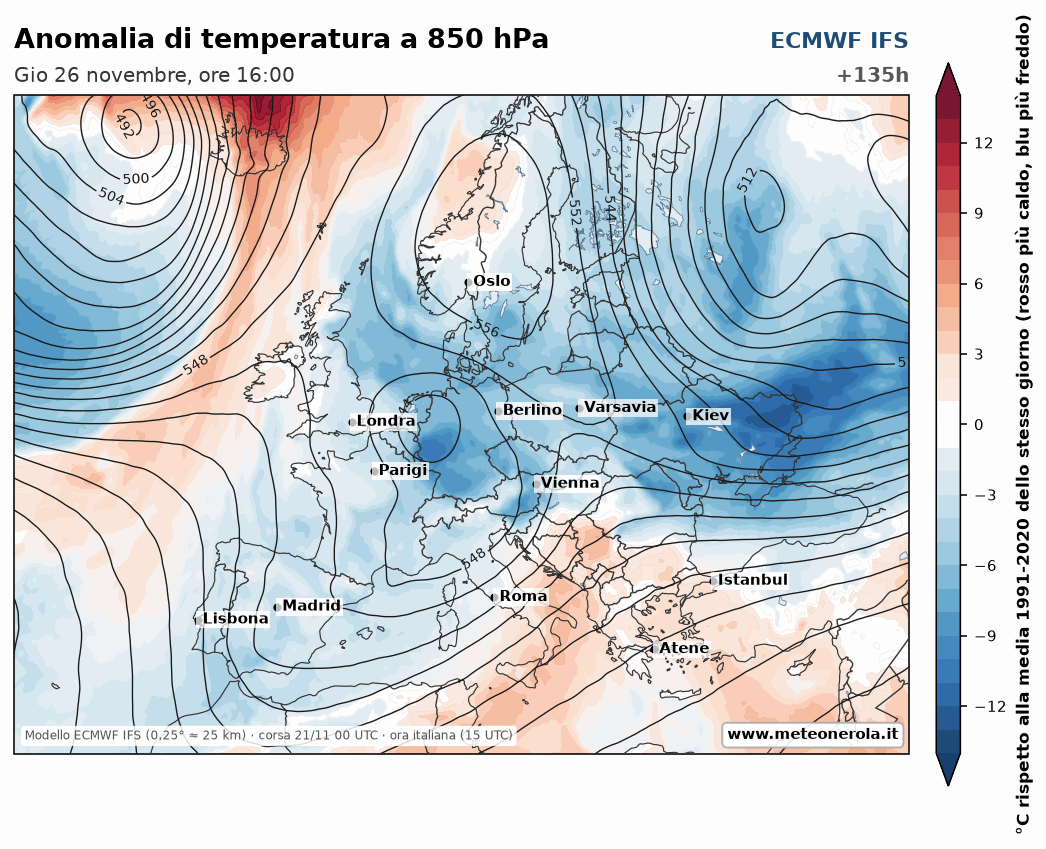 Anomalia di temperatura a 850 hPa
ECMWF IFS
Gio 26 novembre, ore 16:00
+135h
496
492
500
504
512
552
544
Oslo
556
548
5
Londra
Berlino
Varsavia
Kiev
Parigi
Vienna
548
Istanbul
Roma
Madrid
Lisbona
Atene
Modello ECMWF IFS (0,25° ≈ 25 km) · corsa 21/11 00 UTC · ora italiana (15 UTC)
www.meteonerola.it
12
9
6
3
0
−3
−6
−9
−12
°C rispetto alla media 1991-2020 dello stesso giorno (rosso più caldo, blu più freddo)